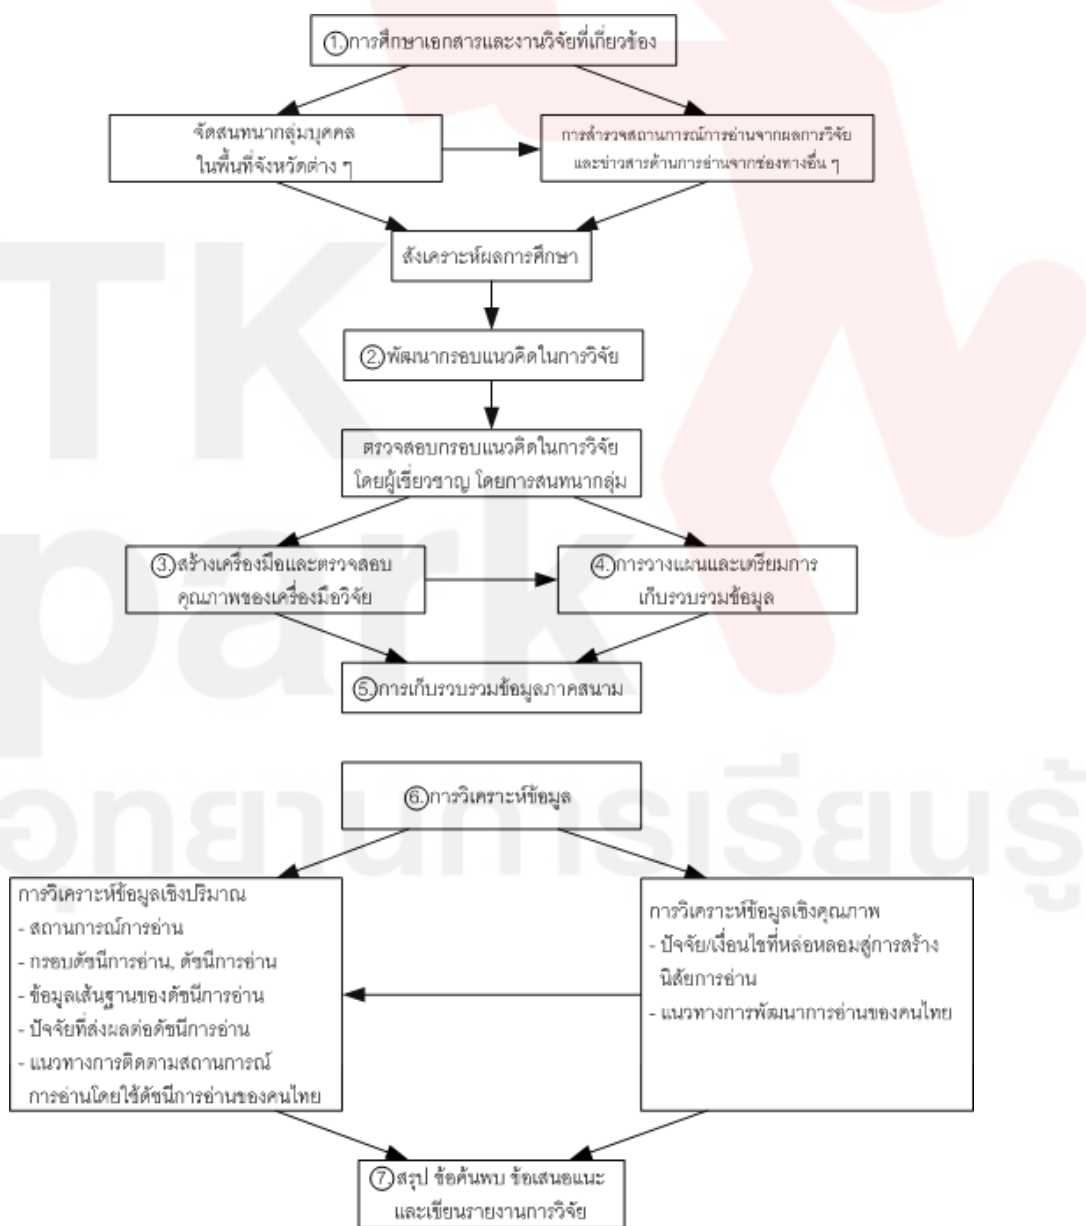 1. การศึกษาเอกสารและงานวิจัยที่เกี่ยวข้อง
จัดสนทนากลุ่มบุคคล
ในพื้นที่จังหวัดต่าง ๆ
การสำรวจสถานการณ์การอ่านจากผลการวิจัย
และข่าวสารด้านการอ่านจากช่องทางอื่น ๆ
สังเคราะห์ผลการศึกษา
2. พัฒนากรอบแนวคิดในการวิจัย
ตรวจสอบกรอบแนวคิดในการวิจัย
โดยผู้เชี่ยวชาญ โดยการสนทนากลุ่ม
3. สร้างเครื่องมือและตรวจสอบ
คุณภาพของเครื่องมือวิจัย
4. การวางแผนและเตรียมการ
เก็บรวบรวมข้อมูล
5. การเก็บรวบรวมข้อมูลภาคสนาม
6. การวิเคราะห์ข้อมูล
การวิเคราะห์ข้อมูลเชิงปริมาณ
- สถานการณ์การอ่าน
- กรอบดัชนีการอ่าน, ดัชนีการอ่าน
- ข้อมูลเส้นฐานของดัชนีการอ่าน
- ปัจจัยที่ส่งผลต่อดัชนีการอ่าน
- แนวทางการติดตามสถานการณ์
การอ่านโดยใช้ดัชนีการอ่านของคนไทย
การวิเคราะห์ข้อมูลเชิงคุณภาพ
- ปัจจัย/เงื่อนไขที่หล่อหลอมสู่การสร้าง
นิสัยการอ่าน
- แนวทางการพัฒนาการอ่านของคนไทย
7. สรุป ข้อค้นพบ ข้อเสนอแนะ
และเขียนรายงานการวิจัย
TK
park
อุทยานการเรียนรู้